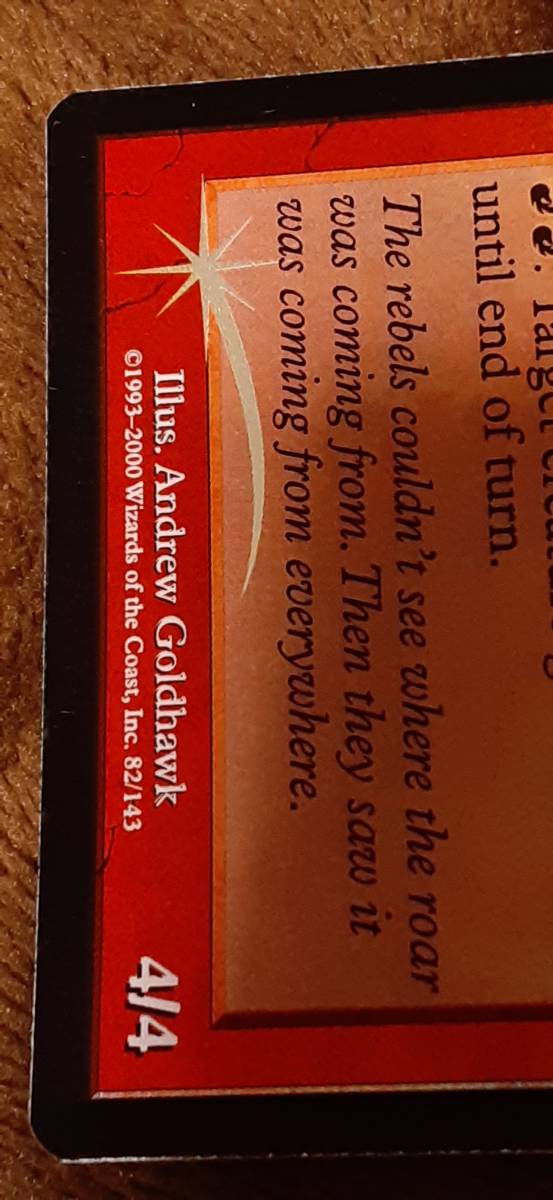 until end of turn.
The rebels couldn't see where the roar
was coming from. Then they saw it
was coming from everywhere.
Illus. Andrew Goldhawk
©1993–2000 Wizards of the Coast, Inc. 82/143
4/4